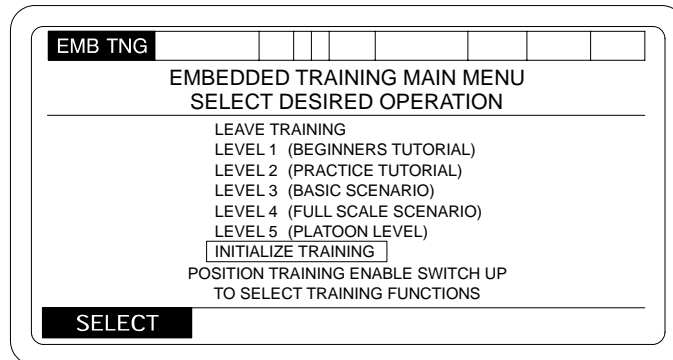 EMB TNG
EMBEDDED TRAINING MAIN MENU
SELECT DESIRED OPERATION
LEAVE TRAINING
LEVEL 1 (BEGINNERS TUTORIAL)
LEVEL 2 (PRACTICE TUTORIAL)
LEVEL 3 (BASIC SCENARIO)
LEVEL 4 (FULL SCALE SCENARIO)
LEVEL 5 (PLATOON LEVEL)
INITIALIZE TRAINING
POSITION TRAINING ENABLE SWITCH UP
TO SELECT TRAINING FUNCTIONS
SELECT